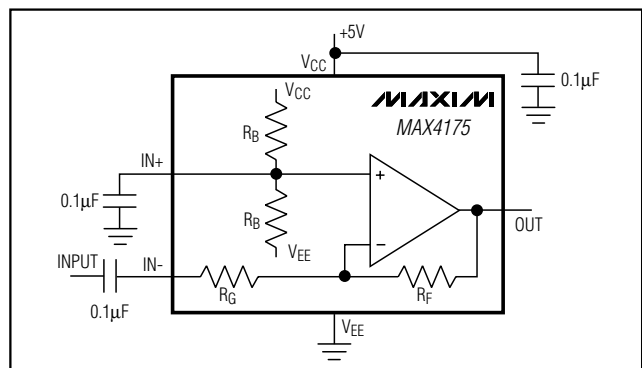 +5V
VCC
0.1µF
VCC
MAXIM
MAX4175
RB
IN+
+
0.1µF
RB
OUT
VEE
−
INPUT
IN-
RG
RF
0.1µF
VEE